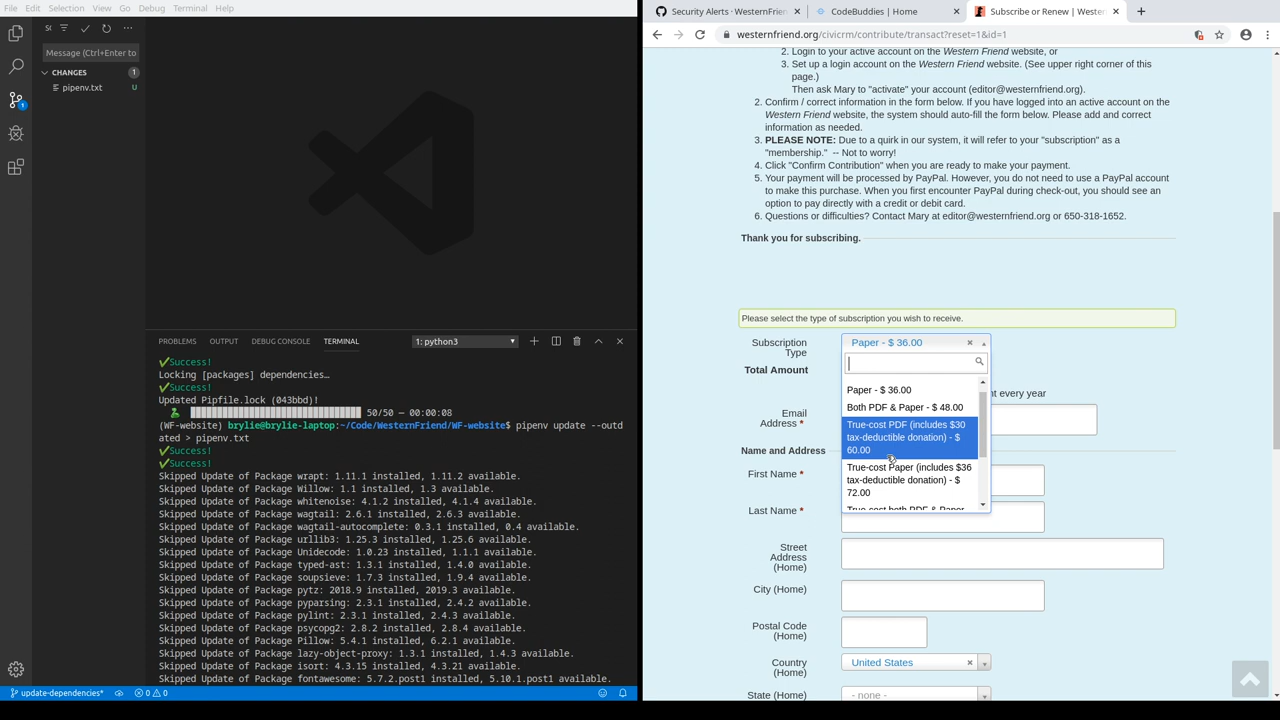 File Edit Selection View Go Debug Terminal Help
Message (Ctrl+Enter to
CHANGES 1
pipenv.txt
1
PROBLEMS OUTPUT DEBUG CONSOLE TERMINAL 1: python3
✓Success!
Locking [packages] dependencies…
✓Success!
Updated Pipfile.lock (043bbd)!
50/50 — 00:00:08
(WF-website) brylie@brylie-laptop:~/Code/WesternFriend/WF-website$ pipenv update --outd
ated > pipenv.txt
✓Success!
✓Success!
Skipped Update of Package wrapt: 1.11.1 installed, 1.11.2 available.
Skipped Update of Package Willow: 1.1 installed, 1.3 available.
Skipped Update of Package whitenoise: 4.1.2 installed, 4.1.4 available.
Skipped Update of Package wagtail: 2.6.1 installed, 2.6.3 available.
Skipped Update of Package wagtail-autocomplete: 0.3.1 installed, 0.4 available.
Skipped Update of Package urllib3: 1.25.3 installed, 1.25.6 available.
Skipped Update of Package Unidecode: 1.0.23 installed, 1.1.1 available.
Skipped Update of Package typed-ast: 1.3.1 installed, 1.4.0 available.
Skipped Update of Package soupsieve: 1.7.3 installed, 1.9.4 available.
Skipped Update of Package pytz: 2018.9 installed, 2019.3 available.
Skipped Update of Package pyparsing: 2.3.1 installed, 2.4.2 available.
Skipped Update of Package pylint: 2.3.1 installed, 2.4.3 available.
Skipped Update of Package psycopg2: 2.8.2 installed, 2.8.4 available.
Skipped Update of Package Pillow: 5.4.1 installed, 6.2.1 available.
Skipped Update of Package lazy-object-proxy: 1.3.1 installed, 1.4.3 available.
Skipped Update of Package isort: 4.3.15 installed, 4.3.21 available.
Skipped Update of Package fontawesome: 5.7.2.post1 installed, 5.10.1.post1 available.
update-dependencies* 0 0
Security Alerts · WesternFrien CodeBuddies | Home Subscribe or Renew | Wester
westernfriend.org/civicrm/contribute/transact?reset=1&id=1
2. Login to your active account on the Western Friend website, or
3. Set up a login account on the Western Friend website. (See upper right corner of this
page.)
Then ask Mary to "activate" your account (editor@westernfriend.org).
2. Confirm / correct information in the form below. If you have logged into an active account on the
Western Friend website, the system should auto-fill the form below. Please add and correct
information as needed.
3. PLEASE NOTE: Due to a quirk in our system, it will refer to your "subscription" as a
"membership." -- Not to worry!
4. Click "Confirm Contribution" when you are ready to make your payment.
5. Your payment will be processed by PayPal. However, you do not need to use a PayPal account
to make this purchase. When you first encounter PayPal during check-out, you should see an
option to pay directly with a credit or debit card.
6. Questions or difficulties? Contact Mary at editor@westernfriend.org or 650-318-1652.
Thank you for subscribing.
Please select the type of subscription you wish to receive.
Subscription
Type
Paper - $ 36.00
Total Amount
Paper - $ 36.00
nt every year
Both PDF & Paper - $ 48.00
Email
Address *
True-cost PDF (includes $30
tax-deductible donation) - $
60.00
Name and Address
True-cost Paper (includes $36
tax-deductible donation) - $
72.00
First Name *
Last Name *
Street
Address
(Home)
City (Home)
Postal Code
(Home)
Country
(Home)
United States
State (Home)
- none -